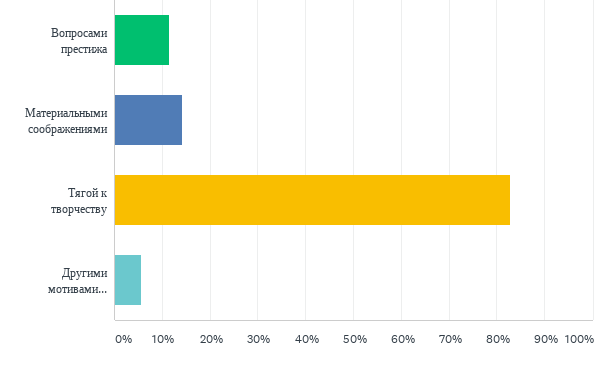 Вопросами
престижа
Материальными
соображениями
Тягой к
творчеству
Другими
мотивами...
0% 10% 20% 30% 40% 50% 60% 70% 80% 90% 100%